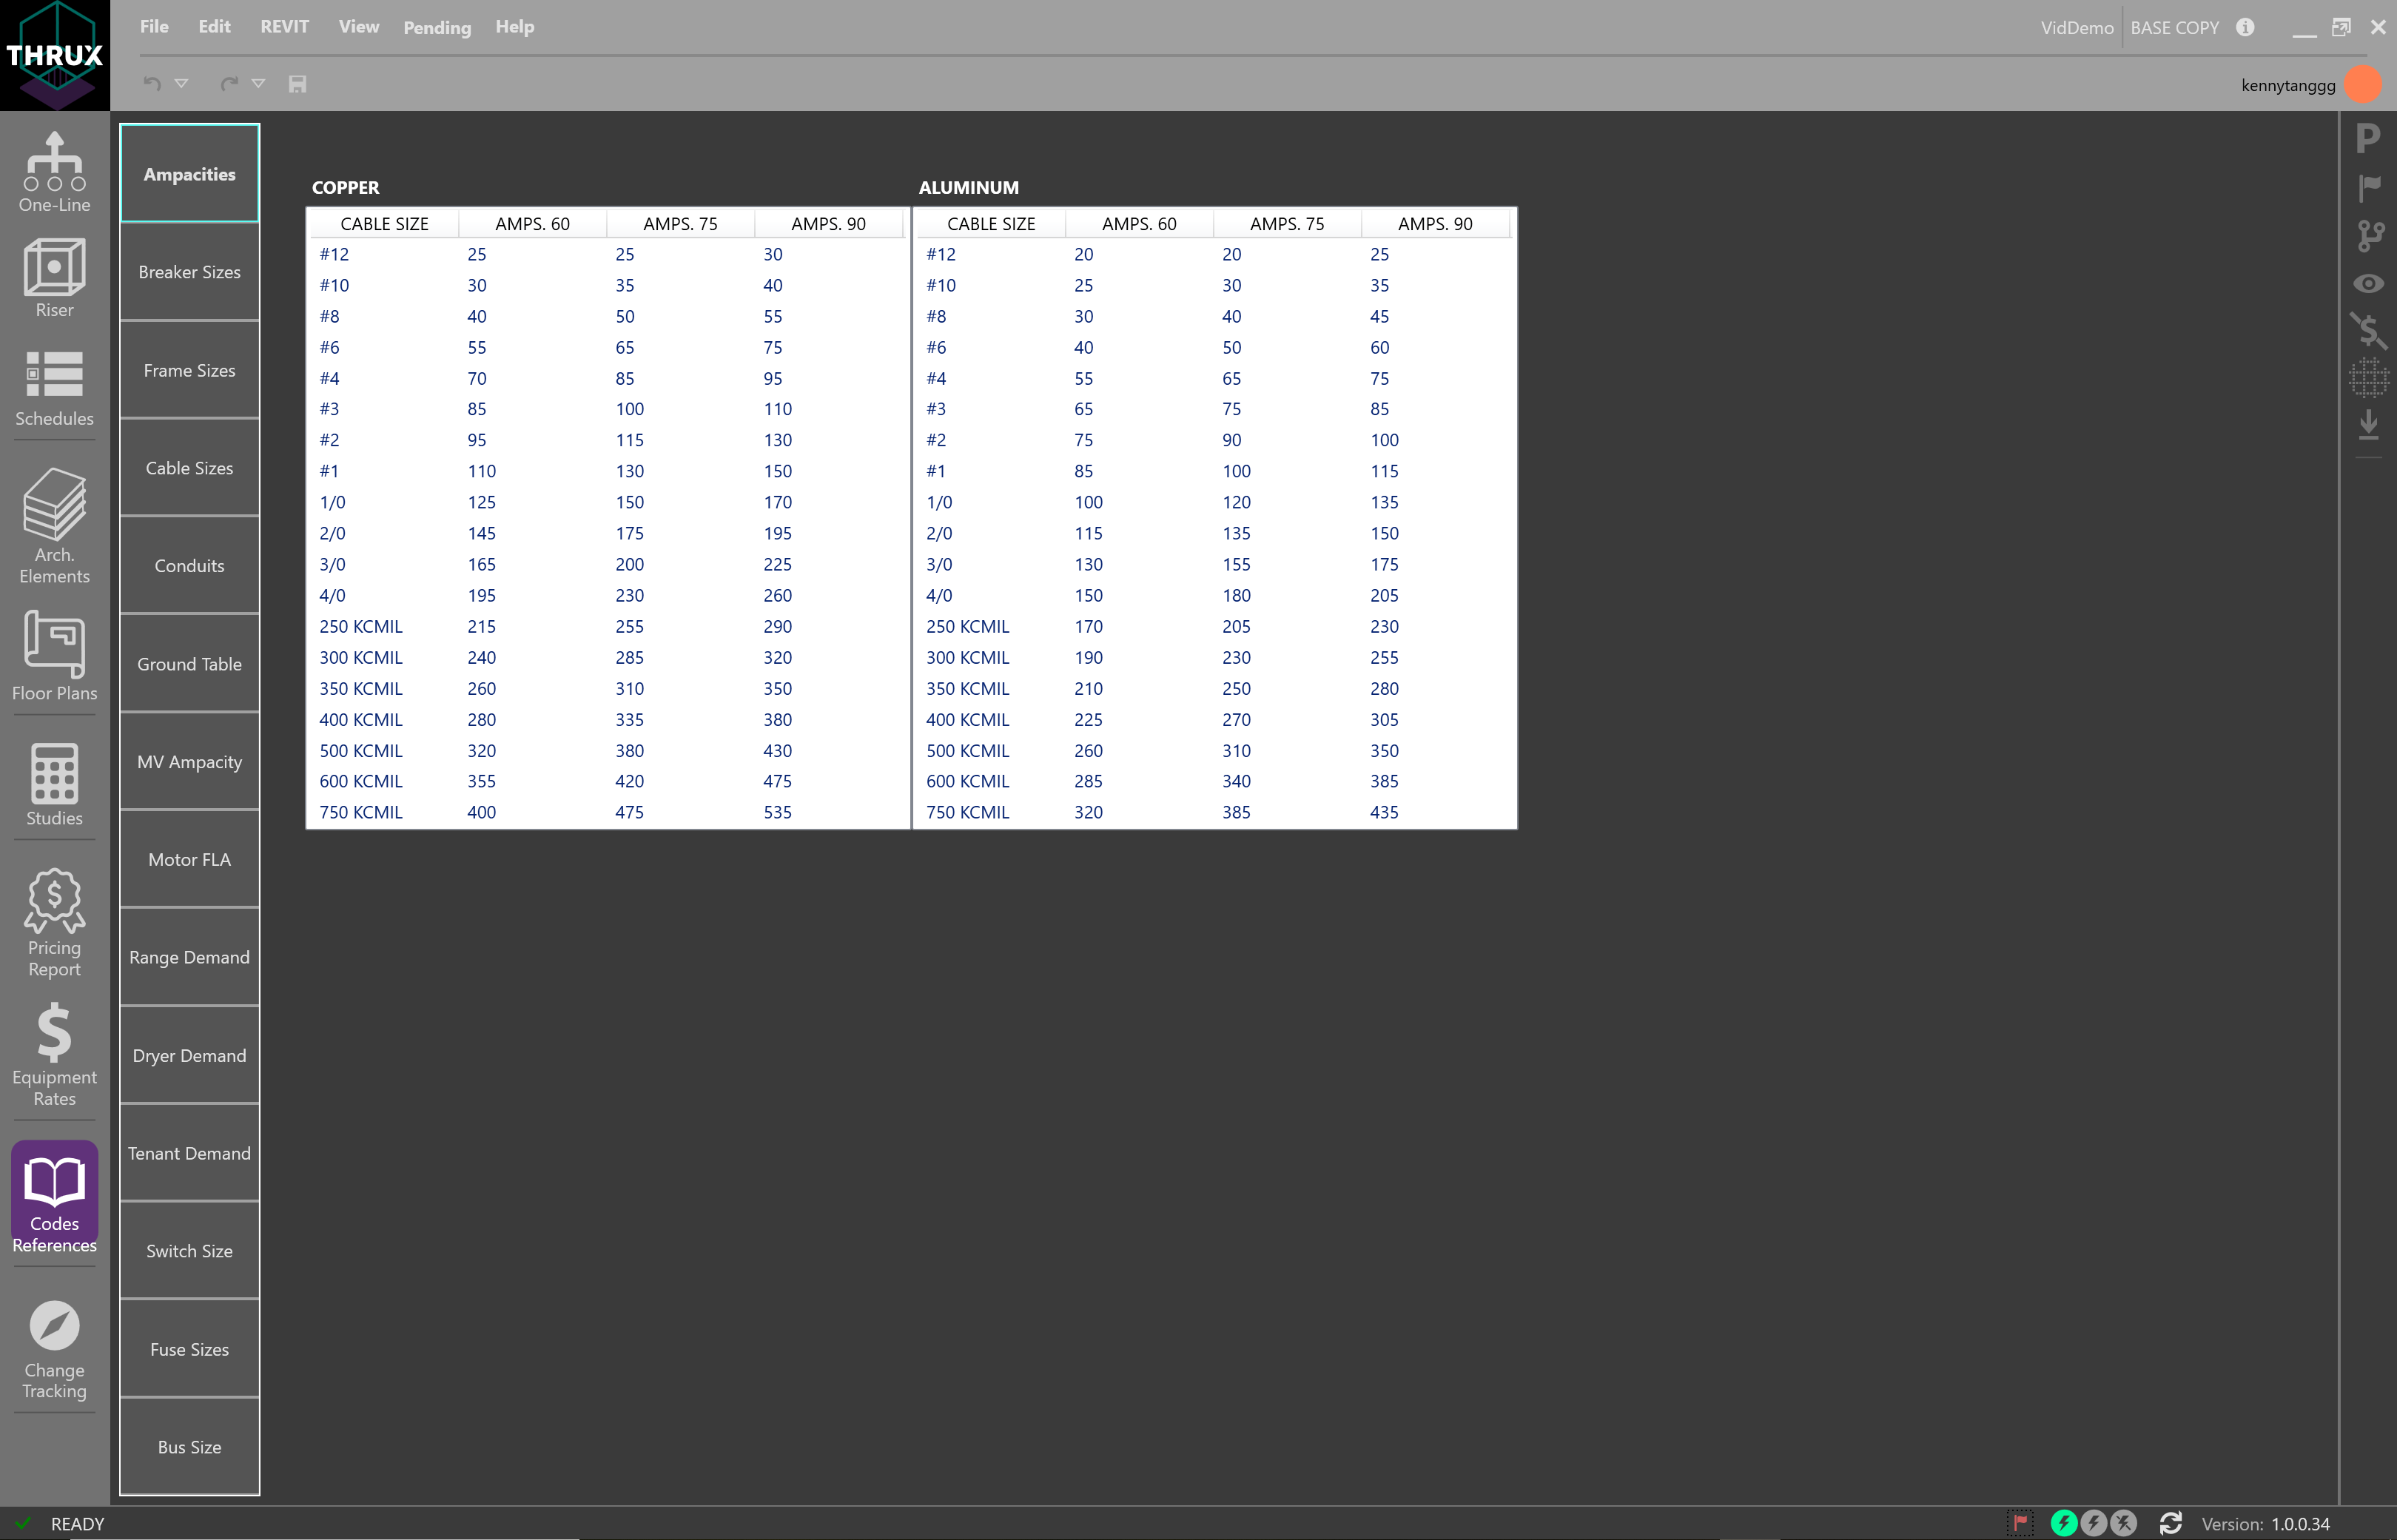 THRUX
File Edit REVIT View Pending Help
VidDemo BASE COPY
kennytanggg
One-Line
Riser
Schedules
Arch.
Elements
Floor Plans
Studies
Pricing
Report
Equipment
Rates
Codes
References
Change
Tracking
Ampacities
Breaker Sizes
Frame Sizes
Cable Sizes
Conduits
Ground Table
MV Ampacity
Motor FLA
Range Demand
Dryer Demand
Tenant Demand
Switch Size
Fuse Sizes
Bus Size
COPPER
CABLE SIZE AMPS. 60 AMPS. 75 AMPS. 90
#12 25 25 30
#10 30 35 40
#8 40 50 55
#6 55 65 75
#4 70 85 95
#3 85 100 110
#2 95 115 130
#1 110 130 150
1/0 125 150 170
2/0 145 175 195
3/0 165 200 225
4/0 195 230 260
250 KCMIL 215 255 290
300 KCMIL 240 285 320
350 KCMIL 260 310 350
400 KCMIL 280 335 380
500 KCMIL 320 380 430
600 KCMIL 355 420 475
750 KCMIL 400 475 535
ALUMINUM
CABLE SIZE AMPS. 60 AMPS. 75 AMPS. 90
#12 20 20 25
#10 25 30 35
#8 30 40 45
#6 40 50 60
#4 55 65 75
#3 65 75 85
#2 75 90 100
#1 85 100 115
1/0 100 120 135
2/0 115 135 150
3/0 130 155 175
4/0 150 180 205
250 KCMIL 170 205 230
300 KCMIL 190 230 255
350 KCMIL 210 250 280
400 KCMIL 225 270 305
500 KCMIL 260 310 350
600 KCMIL 285 340 385
750 KCMIL 320 385 435
P
READY
Version: 1.0.0.34